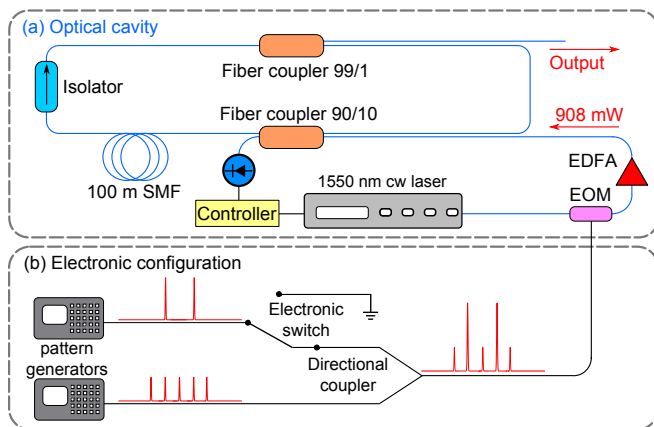 (a) Optical cavity
Output
Fiber coupler 99/1
Isolator
Fiber coupler 90/10
908 mW
EDFA
100 m SMF
1550 nm cw laser
EOM
Controller
(b) Electronic configuration
Electronic
switch
pattern
generators
Directional
coupler